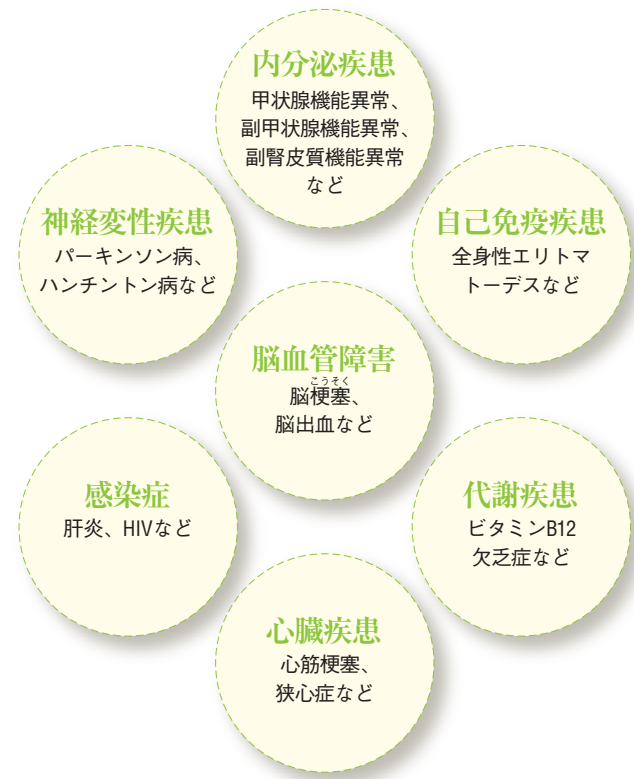 内分泌疾患
甲状腺機能異常、
副甲状腺機能異常、
副腎皮質機能異常
など
神経変性疾患
パーキンソン病、
ハンチントン病など
自己免疫疾患
全身性エリトマ
トーデスなど
脳血管障害
こうそく
脳梗塞、
脳出血など
感染症
肝炎、HIVなど
代謝疾患
ビタミンB12
欠乏症など
心臓疾患
心筋梗塞、
狭心症など